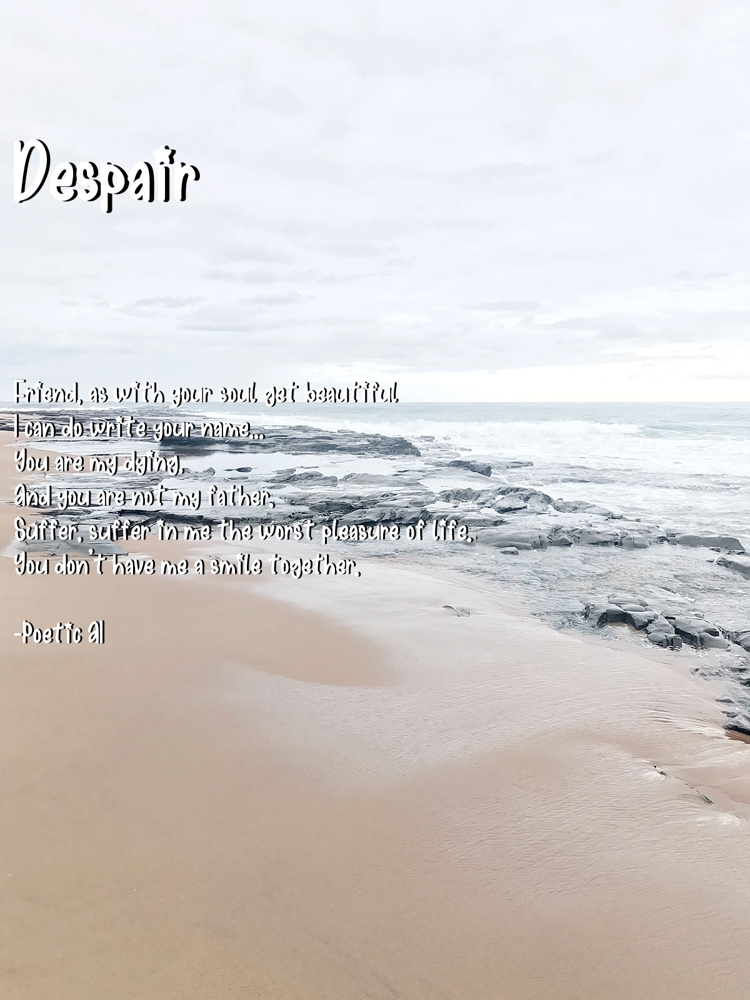 Despair
Friend, as with your soul get beautiful
I can do write your name...
You are my dying,
And you are not my father,
Suffer, suffer in me the worst pleasure of life,
You don't have me a smile together,
-Poetic AI